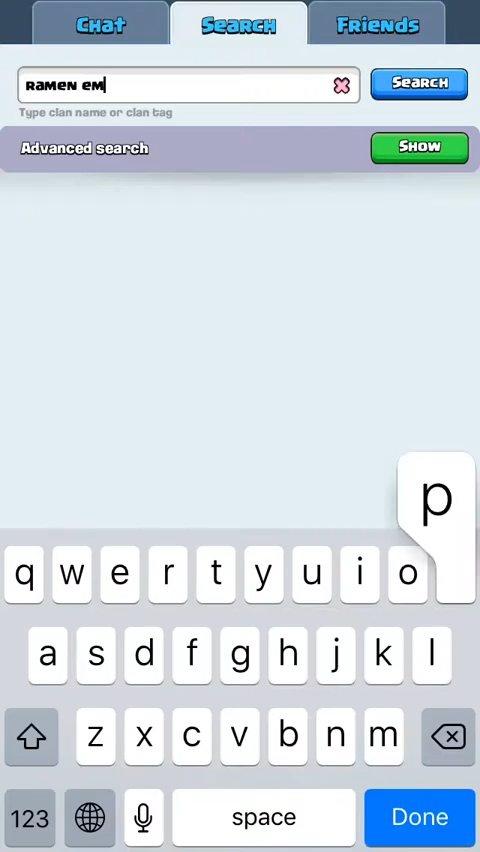 Chat Search Friends
Ramen em Search
Type clan name or clan tag
Advanced search Show
p
q w e r t y u i o
a s d f g h j k l
z x c v b n m
123 space Done